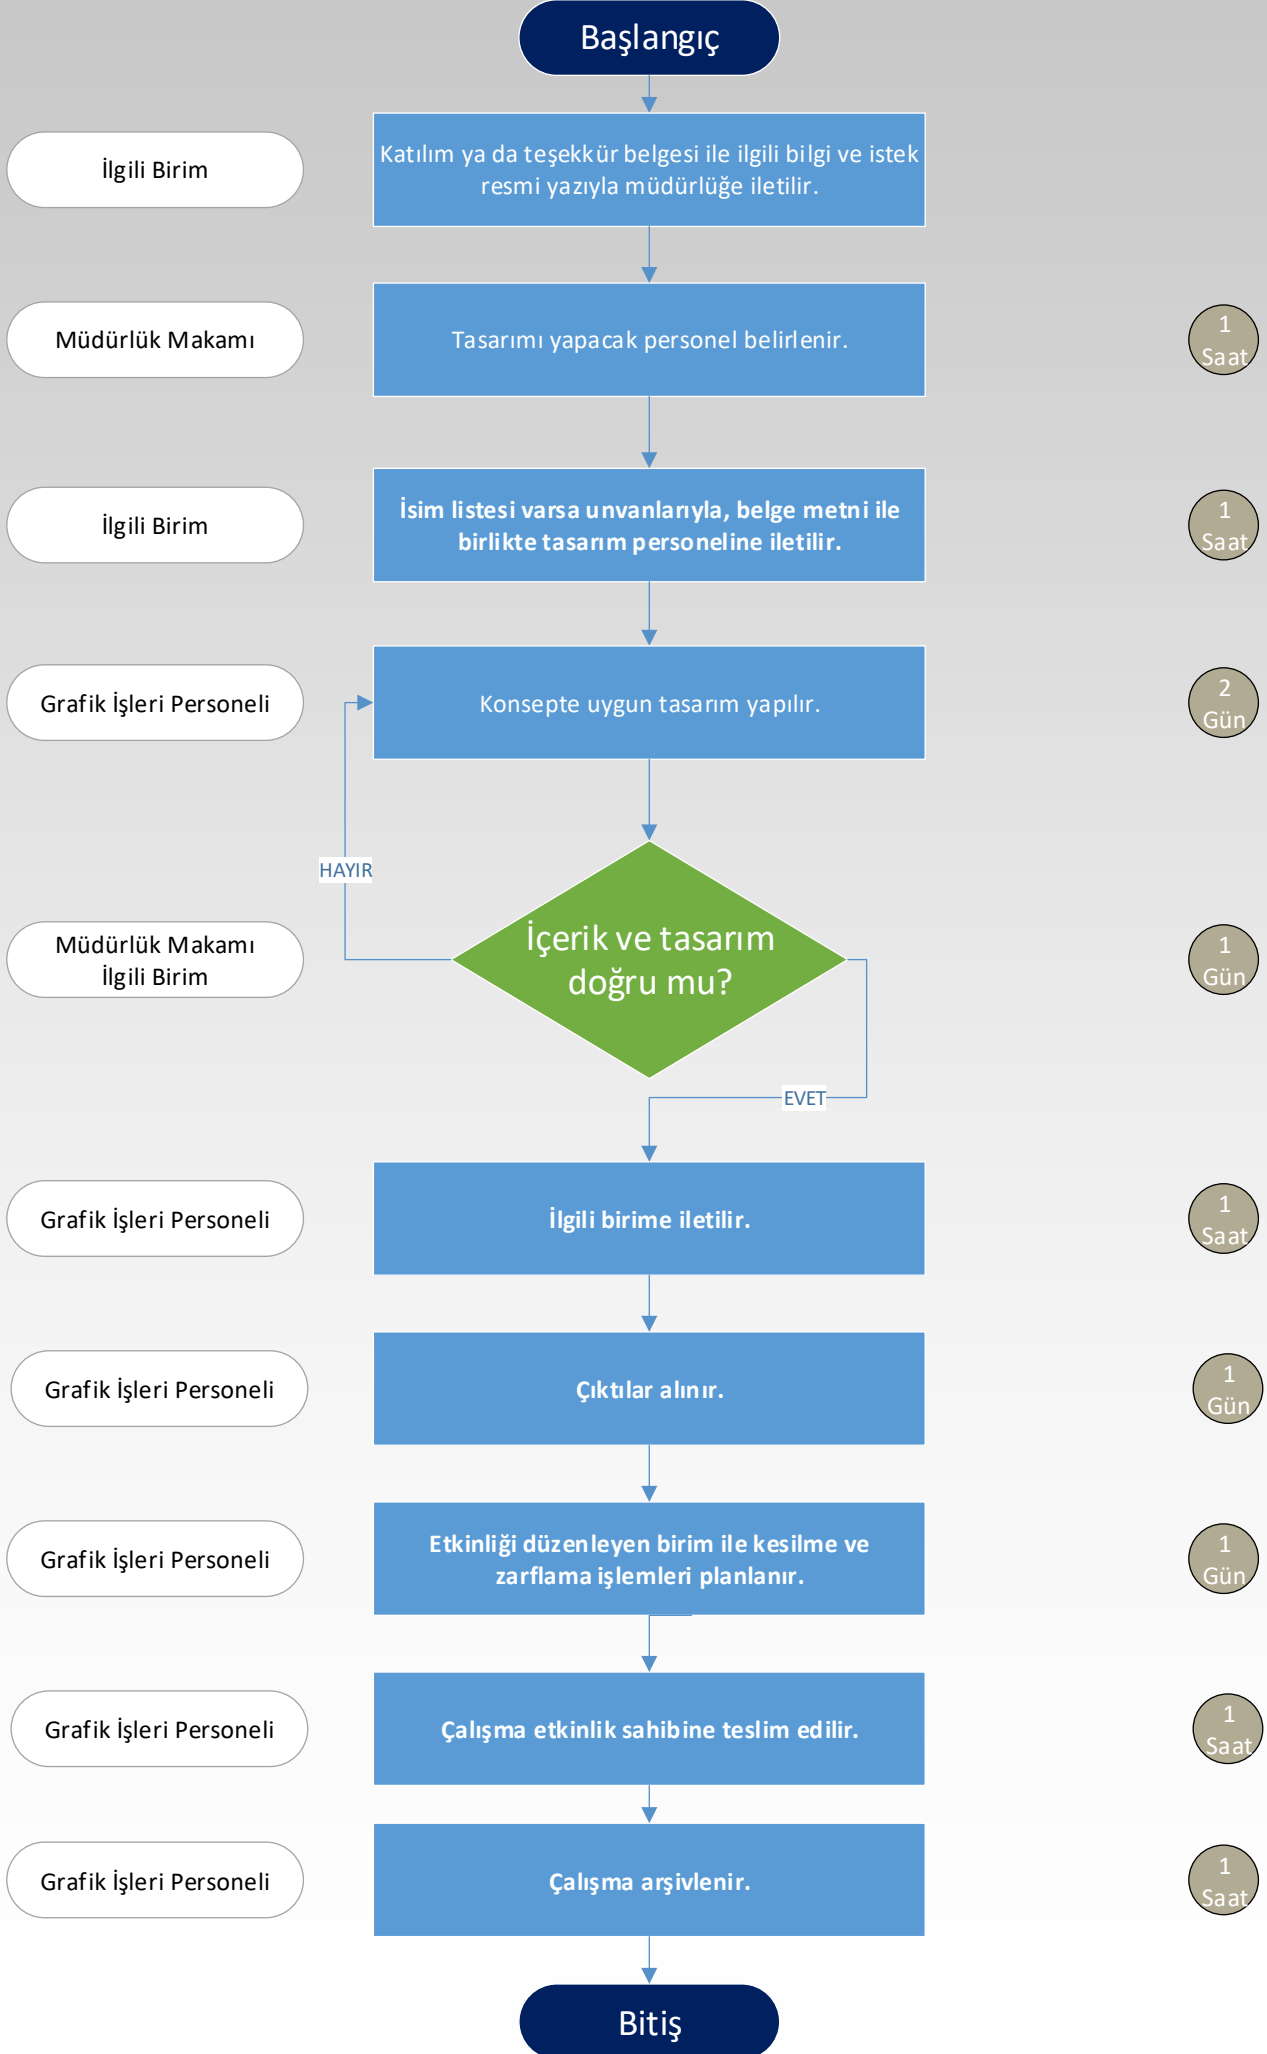 Başlangıç
İlgili Birim
Katılım ya da teşekkür belgesi ile ilgili bilgi ve istek
resmi yazıyla müdürlüğe iletilir.
Müdürlük Makamı
Tasarımı yapacak personel belirlenir.
1
Saat
İlgili Birim
İsim listesi varsa unvanlarıyla, belge metni ile
birlikte tasarım personeline iletilir.
1
Saat
Grafik İşleri Personeli
Konsepte uygun tasarım yapılır.
2
Gün
HAYIR
Müdürlük Makamı
İlgili Birim
İçerik ve tasarım
doğru mu?
1
Gün
EVET
Grafik İşleri Personeli
İlgili birime iletilir.
1
Saat
Grafik İşleri Personeli
Çıktılar alınır.
1
Gün
Grafik İşleri Personeli
Etkinliği düzenleyen birim ile kesilme ve
zarflama işlemleri planlanır.
1
Gün
Grafik İşleri Personeli
Çalışma etkinlik sahibine teslim edilir.
1
Saat
Grafik İşleri Personeli
Çalışma arşivlenir.
1
Saat
Bitiş